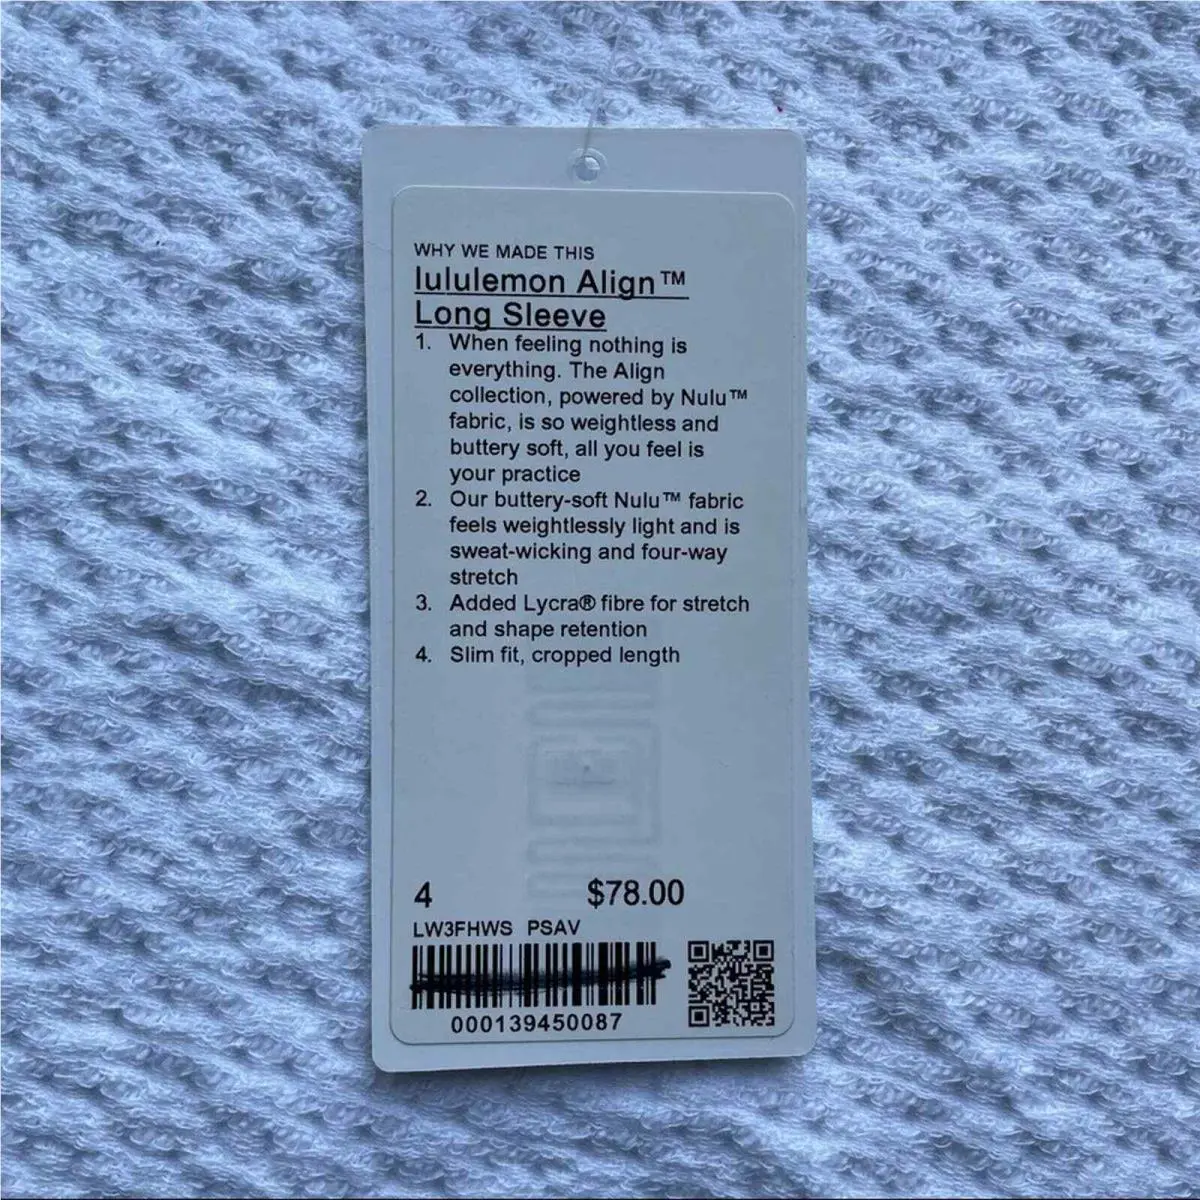 WHY WE MADE THIS
lululemon Align™
Long Sleeve
1. When feeling nothing is
everything. The Align
collection, powered by Nulu™
fabric, is so weightless and
buttery soft, all you feel is
your practice
2. Our buttery-soft Nulu™ fabric
feels weightlessly light and is
sweat-wicking and four-way
stretch
3. Added Lycra® fibre for stretch
and shape retention
4. Slim fit, cropped length
4 $78.00
LW3FHWS PSAV
000139450087